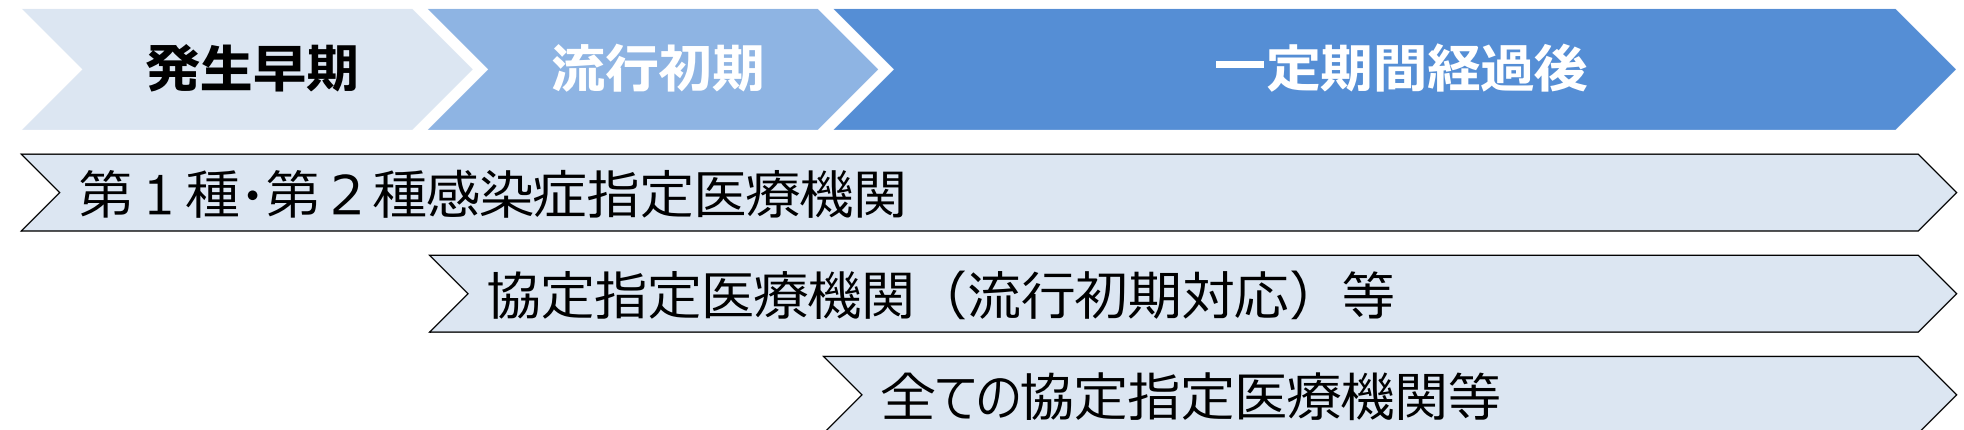 発生早期 流行初期 一定期間経過後
第１種・第２種感染症指定医療機関
協定指定医療機関（流行初期対応）等
全ての協定指定医療機関等